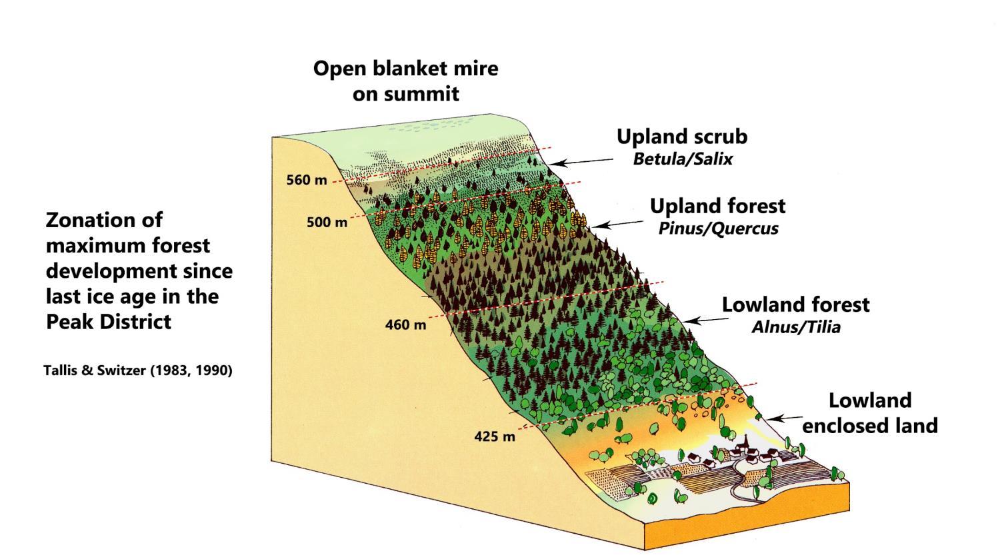 Open blanket mire
on summit
Upland scrub
Betula/Salix
560 m
Upland forest
Pinus/Quercus
500 m
Zonation of
maximum forest
development since
last ice age in the
Peak District
Tallis & Switzer (1983, 1990)
Lowland forest
Alnus/Tilia
460 m
Lowland
enclosed land
425 m